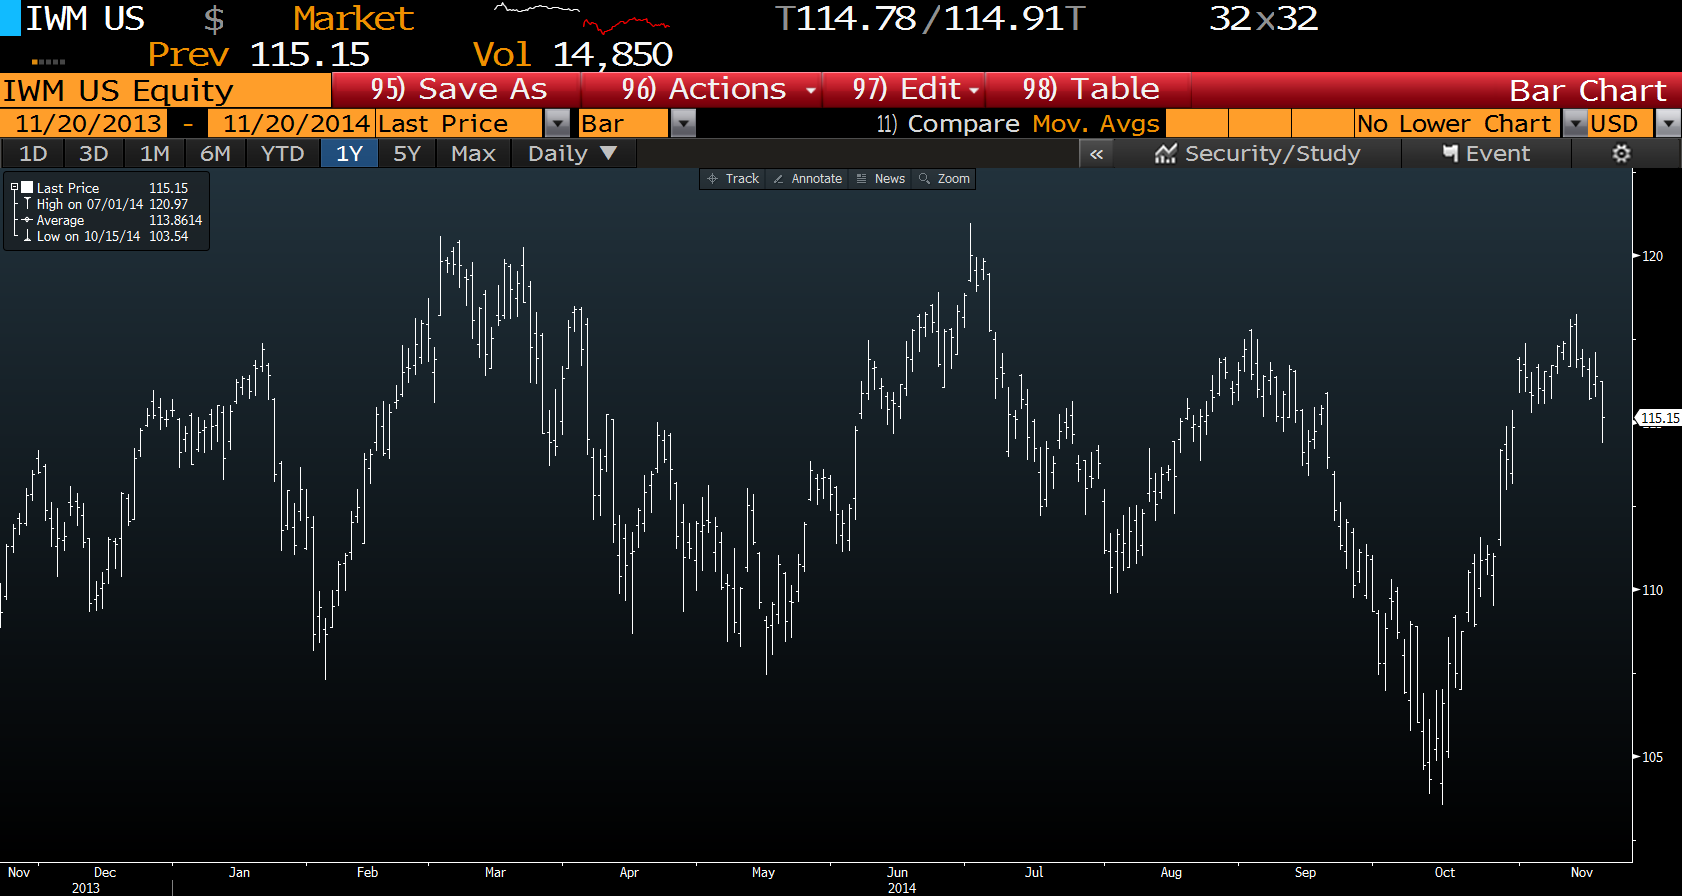 IWM US $ Market T114.78/114.91T 32x32
Prev 115.15 Vol 14,850
IWM US Equity 95) Save As 96) Actions 97) Edit 98) Table Bar Chart
11/20/2013 - 11/20/2014 Last Price Bar 11) Compare Mov. Avgs No Lower Chart USD
1D 3D 1M 6M YTD 1Y 5Y Max Daily ▼ « Security/Study Event
Track Annotate News Zoom
Last Price 115.15
High on 07/01/14 120.97
Average 113.8614
Low on 10/15/14 103.54
120
115.15
110
105
Nov Dec Jan Feb Mar Apr May Jun Jul Aug Sep Oct Nov
2013 2014